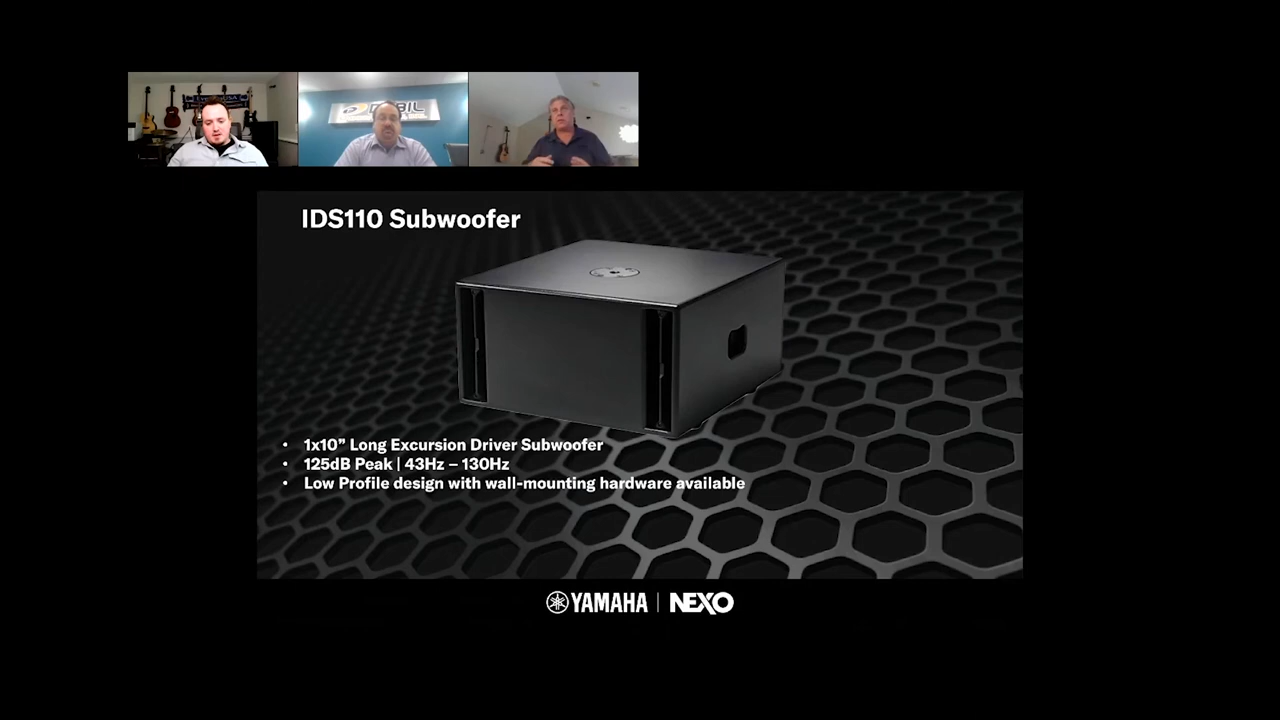 IDS110 Subwoofer
• 1x10” Long Excursion Driver Subwoofer
• 125dB Peak | 43Hz – 130Hz
• Low Profile design with wall-mounting hardware available
YAMAHA | NEXO